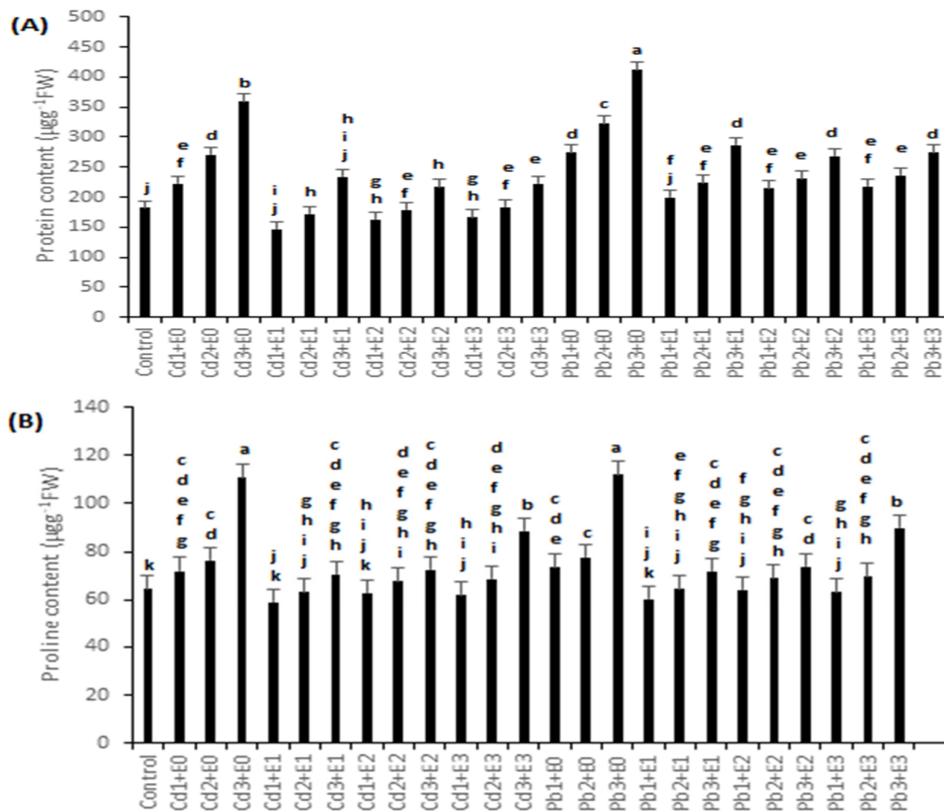 (A)
Protein content (µgg⁻¹FW)
500
450
400
350
300
250
200
150
100
50
0
j
e
f
d
b
i
j
h
h
i
j
g
h
e
f
h
g
h
e
f
e
d
c
a
f
j
e
f
d
e
f
e
e
f
e
f
e
d
Control
Cd1+E0
Cd2+E0
Cd3+E0
Cd1+E1
Cd2+E1
Cd3+E1
Cd1+E2
Cd2+E2
Cd3+E2
Cd1+E3
Cd2+E3
Cd3+E3
Pb1+E0
Pb2+E0
Pb3+E0
Pb1+E1
Pb2+E1
Pb3+E1
Pb1+E2
Pb2+E2
Pb3+E2
Pb1+E3
Pb2+E3
Pb3+E3
(B)
Proline content (µgg⁻¹FW)
140
120
100
80
60
40
20
0
k
c
d
e
f
g
c
d
a
j
k
g
h
i
j
c
d
e
f
g
h
h
i
j
k
d
e
f
g
h
i
c
d
e
f
g
h
h
i
j
d
e
f
g
h
i
b
c
d
e
c
a
i
j
k
e
f
g
h
i
j
c
d
e
f
g
f
g
h
i
j
c
d
e
f
g
h
c
d
g
h
i
j
c
d
e
f
g
h
b
Control
Cd1+E0
Cd2+E0
Cd3+E0
Cd1+E1
Cd2+E1
Cd3+E1
Cd1+E2
Cd2+E2
Cd3+E2
Cd1+E3
Cd2+E3
Cd3+E3
Pb1+E0
Pb2+E0
Pb3+E0
Pb1+E1
Pb2+E1
Pb3+E1
Pb1+E2
Pb2+E2
Pb3+E2
Pb1+E3
Pb2+E3
Pb3+E3